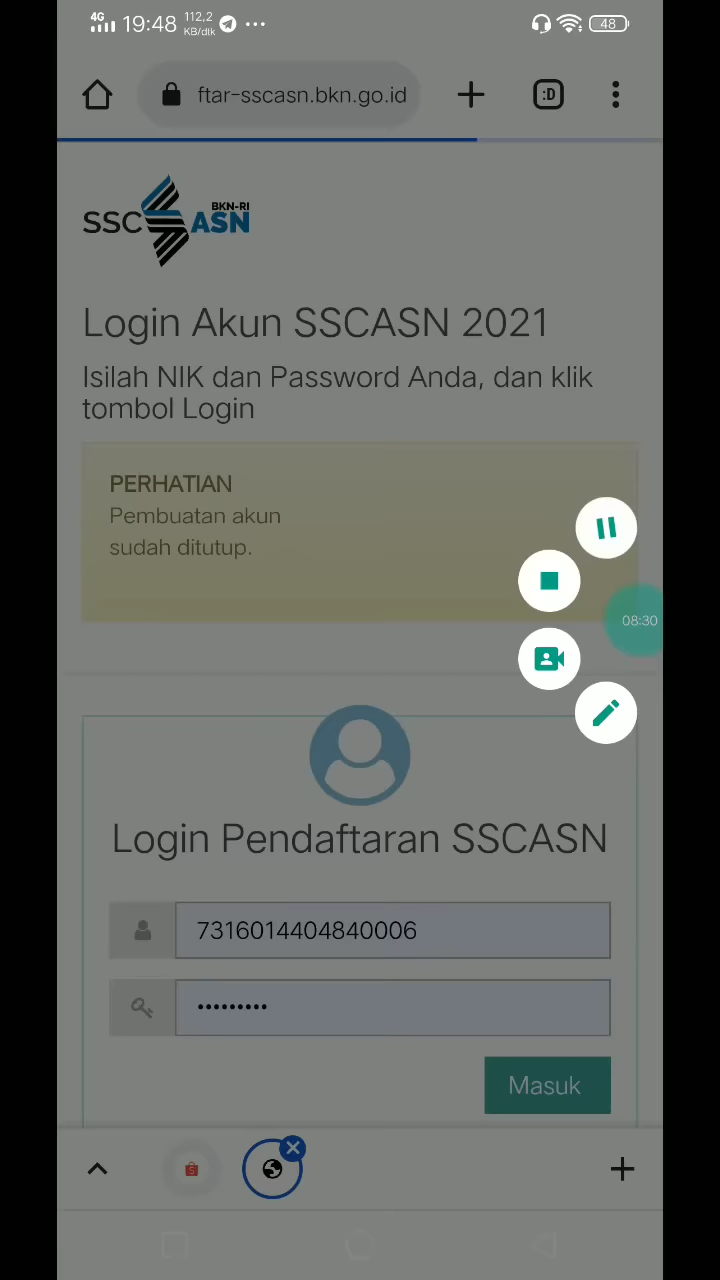 4G 19:48 112,2 KB/dtk 48
ftar-sscasn.bkn.go.id :D
BKN-RI
SSC ASN
Login Akun SSCASN 2021
Isilah NIK dan Password Anda, dan klik
tombol Login
PERHATIAN
Pembuatan akun
sudah ditutup.
08:30
Login Pendaftaran SSCASN
7316014404840006
•••••••••
Masuk